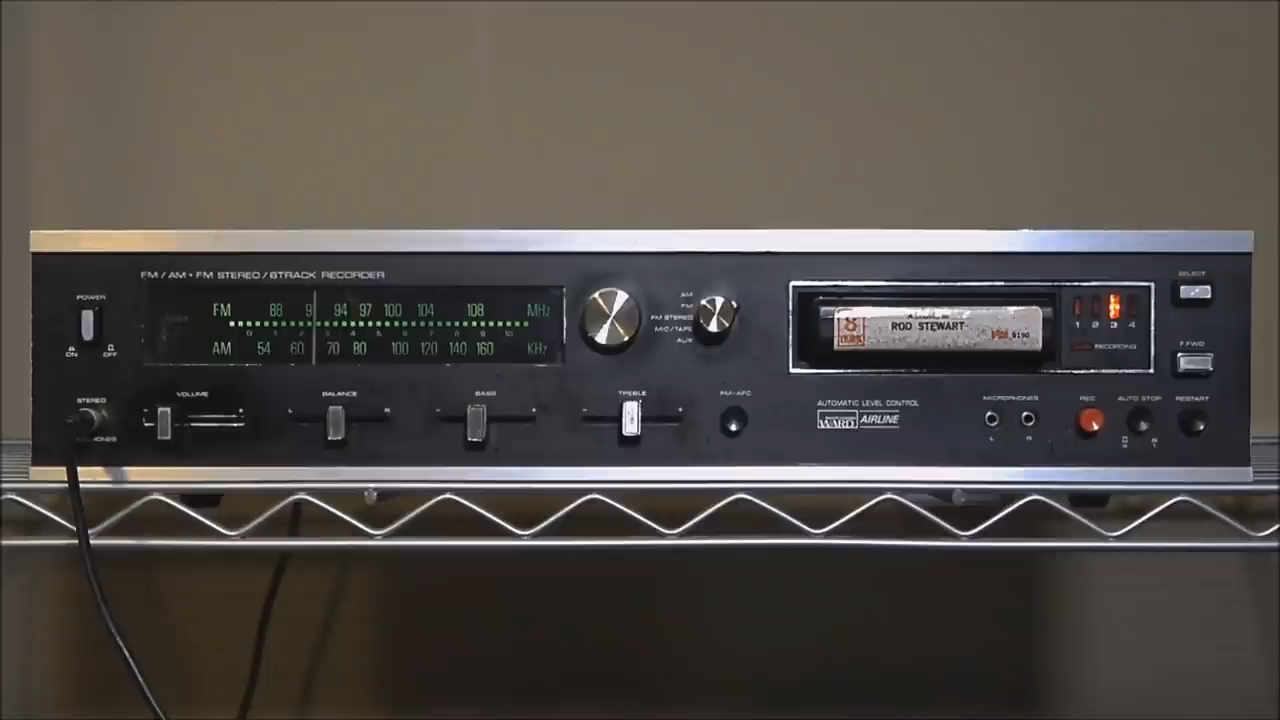 FM / AM • FM STEREO / 8TRACK RECORDER
POWER
ON OFF
FM 88 9 94 97 100 104 108 MHz
AM 54 60 70 80 100 120 140 160 KHz
AM
FM
FM STEREO
MIC/TAPE
AUX
8
ROD STEWART
1 2 3 4
RECORDING
SELECT
F.FWD
STEREO
VOLUME
BALANCE
R
BASS
TREBLE
FM-AFC
AUTOMATIC LEVEL CONTROL
WARD AIRLINE
MICROPHONES
L R
REC
AUTO STOP
RESTART